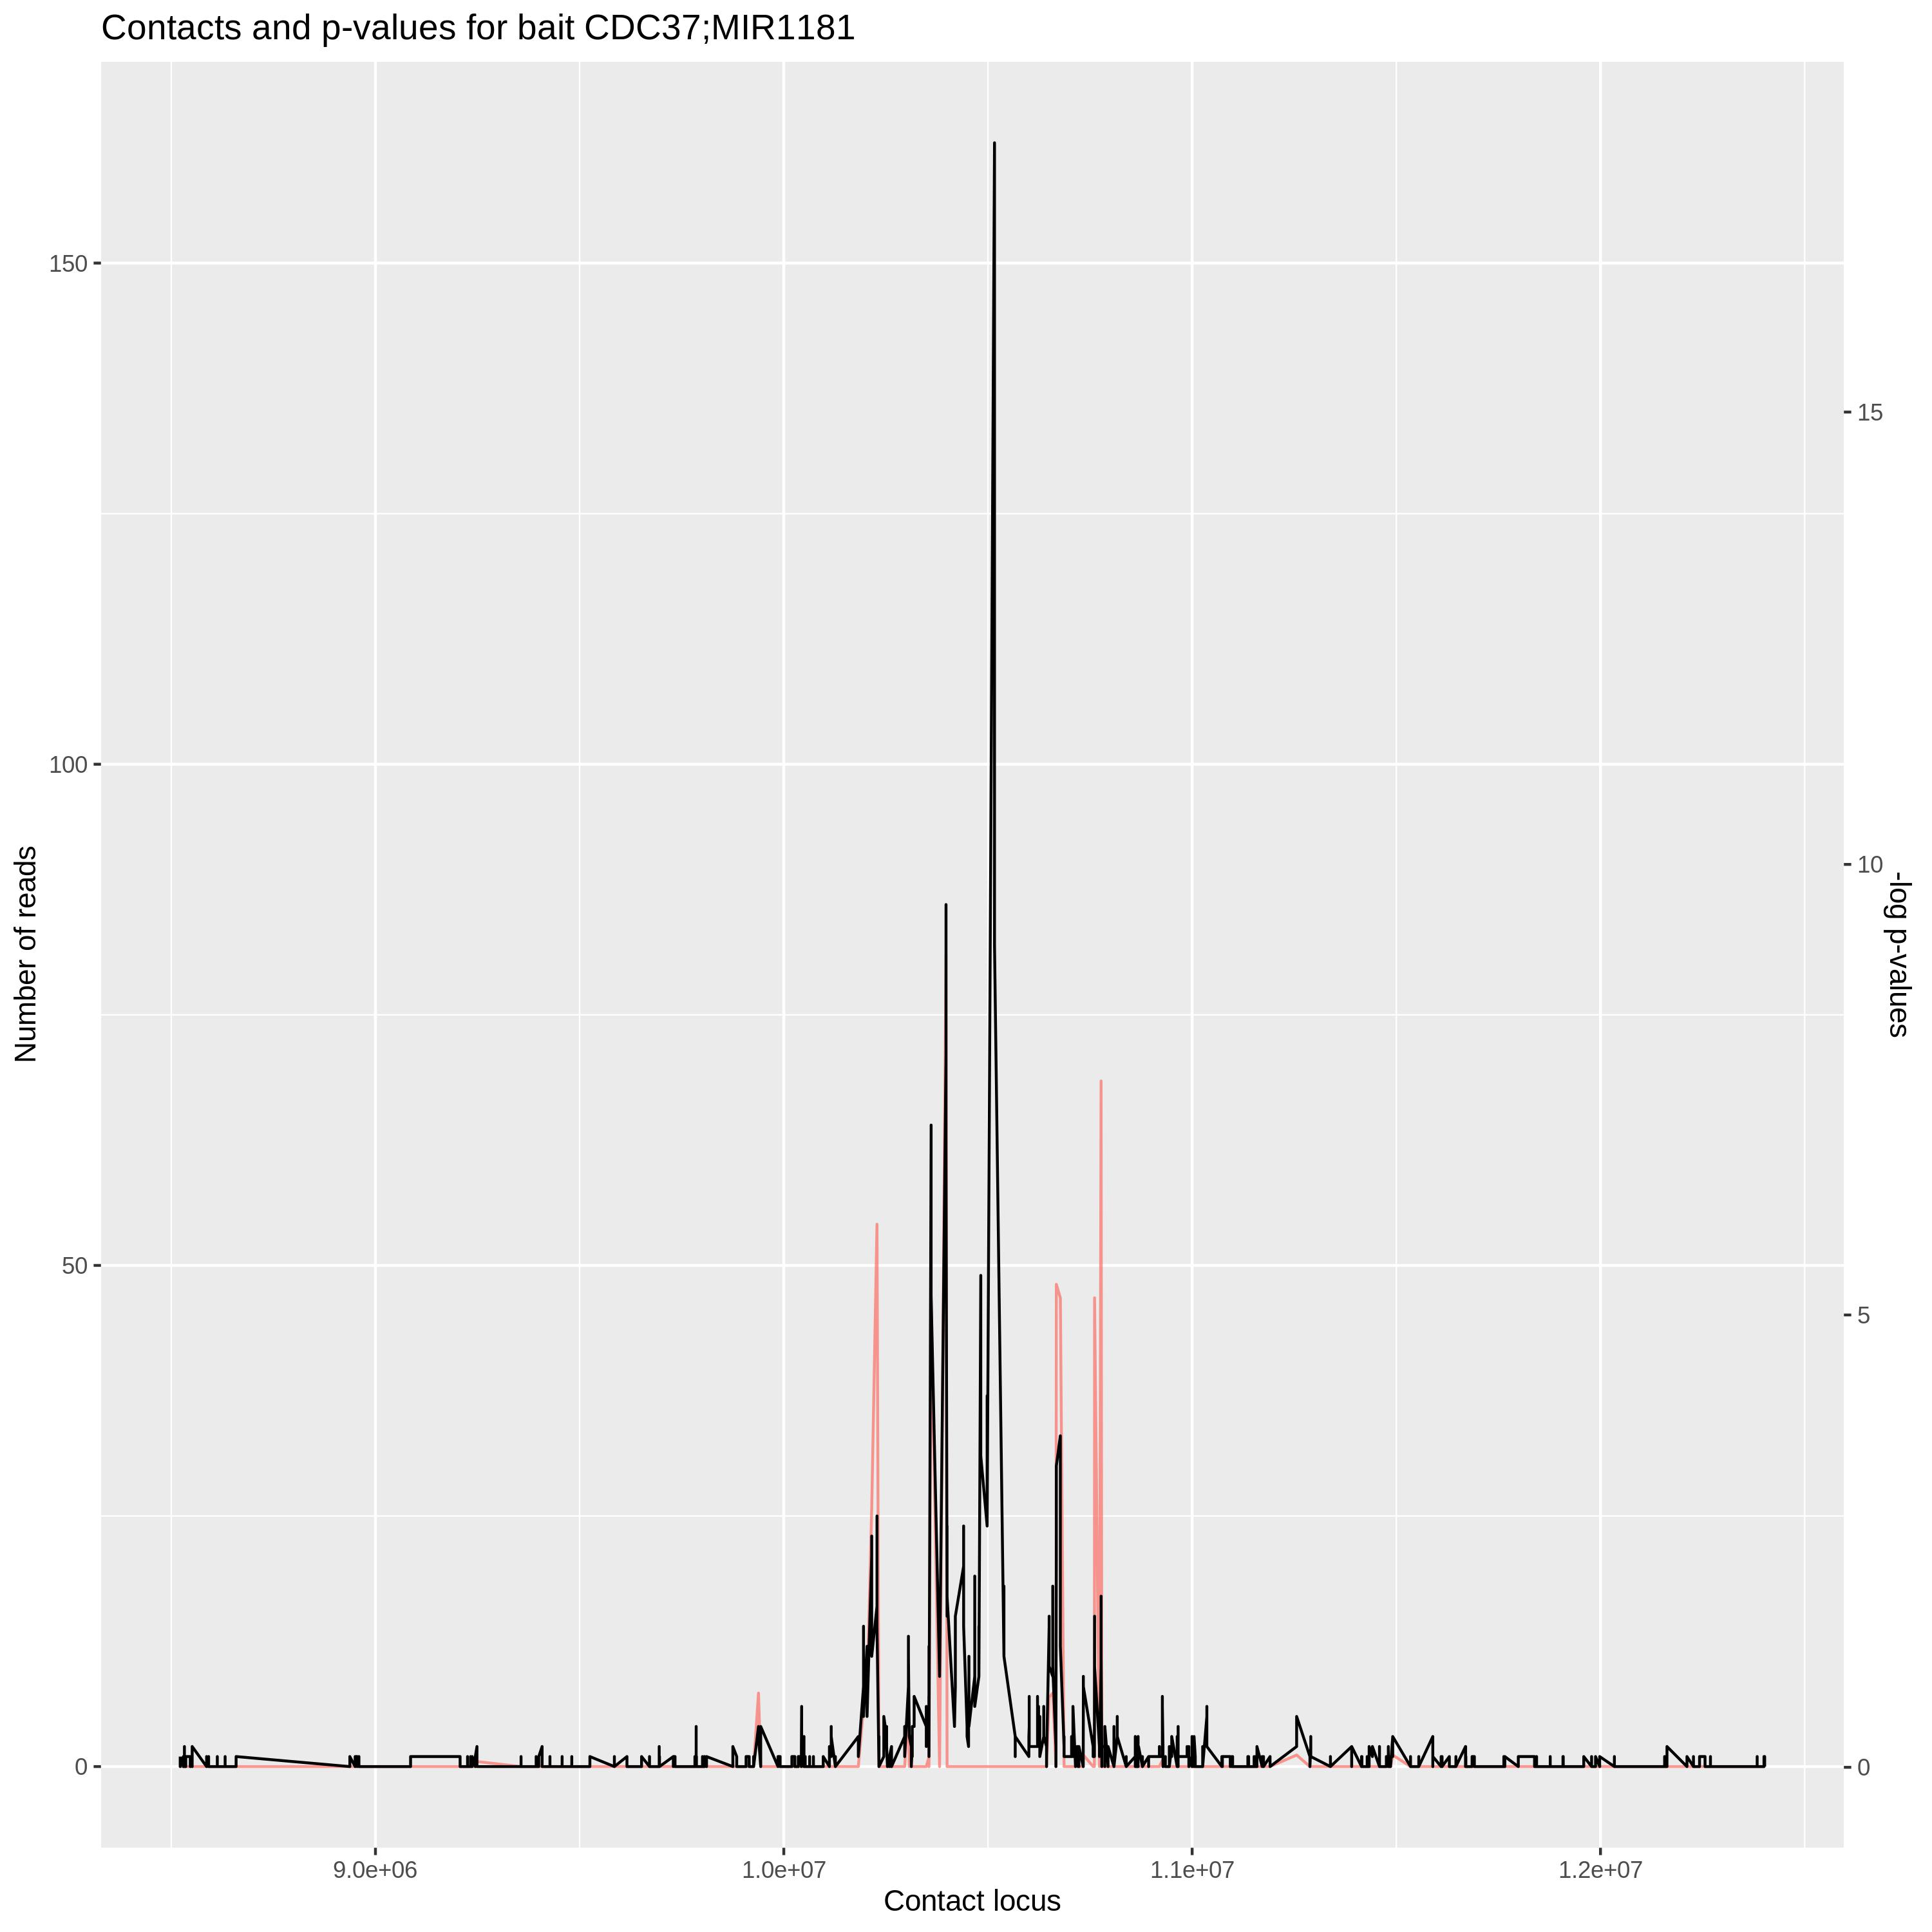 Contacts and p-values for bait CDC37;MIR1181
150
100
50
0
Number of reads
15
10
5
0
-log p-values
9.0e+06
1.0e+07
1.1e+07
1.2e+07
Contact locus